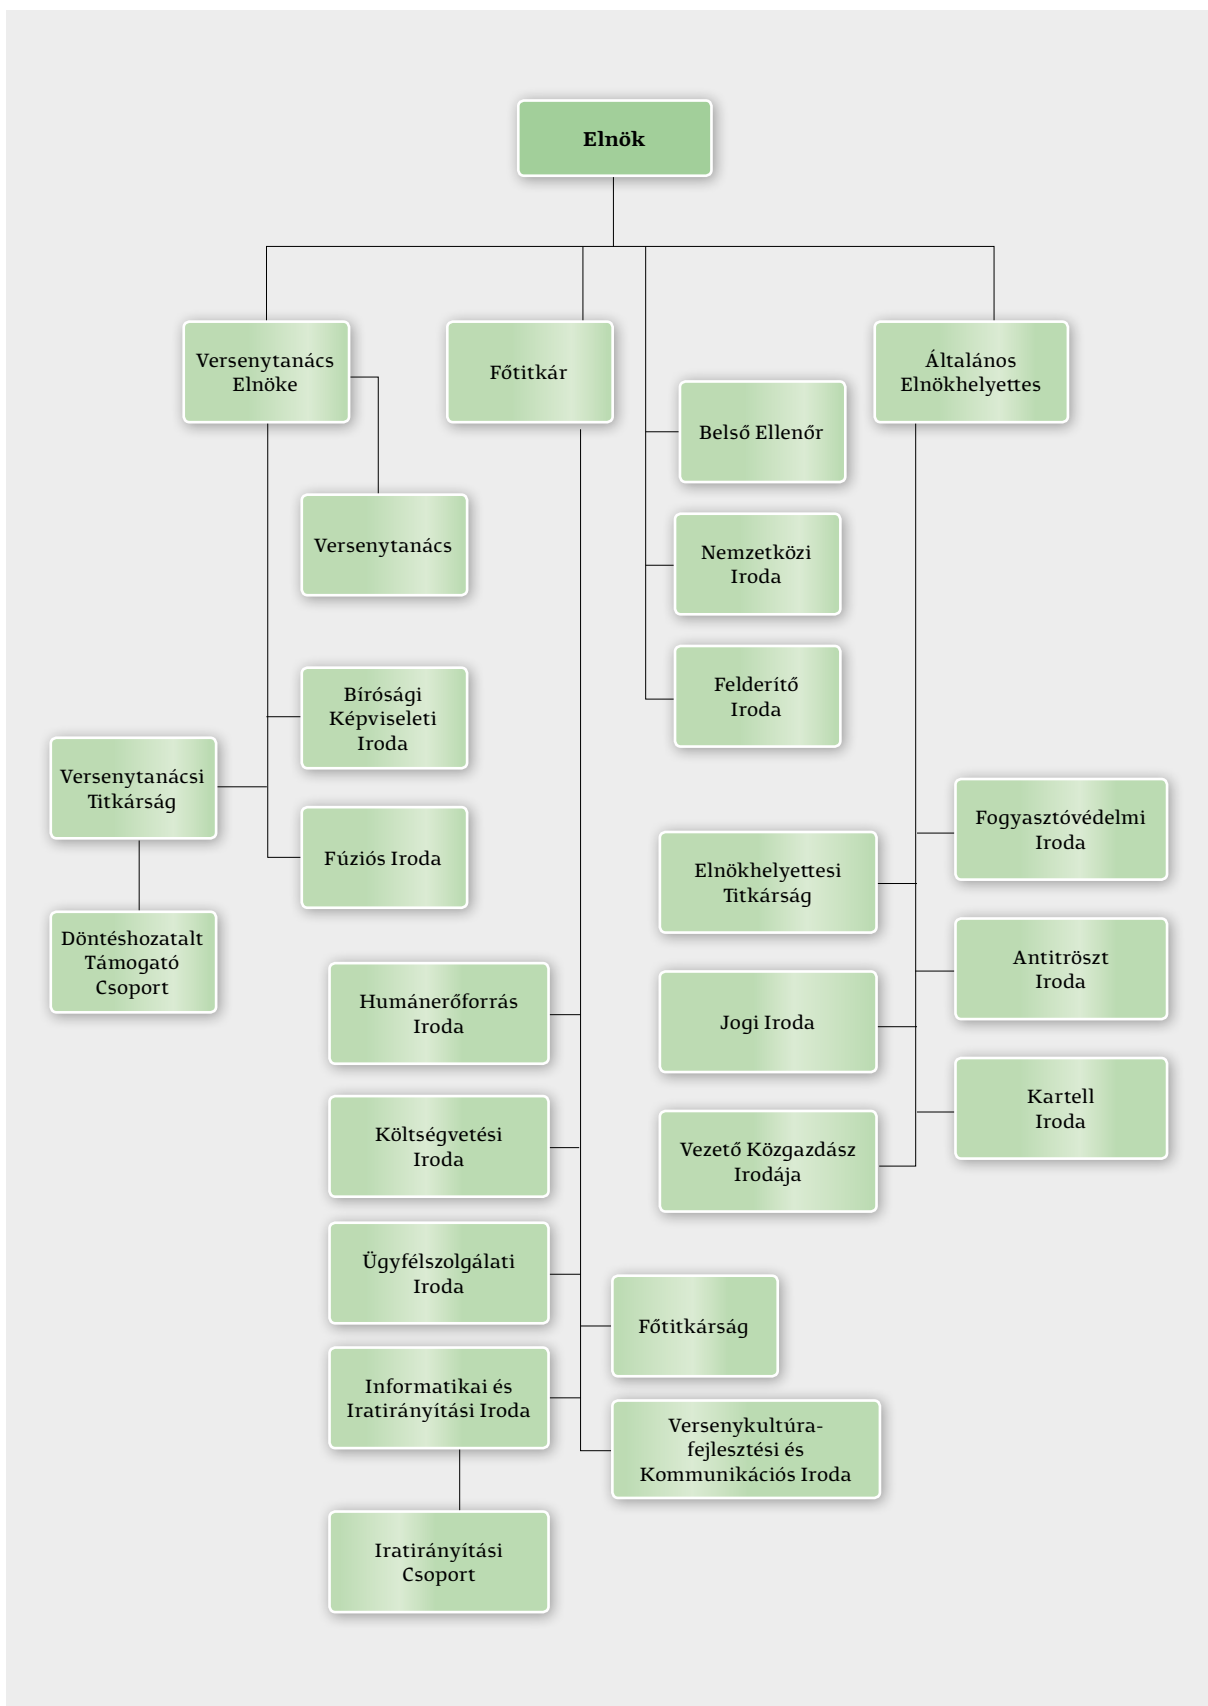 Elnök
Versenytanács
Elnöke
Főtitkár
Általános
Elnökhelyettes
Belső Ellenőr
Versenytanács
Nemzetközi
Iroda
Felderítő
Iroda
Bírósági
Képviseleti
Iroda
Versenytanácsi
Titkárság
Fúziós Iroda
Döntéshozatalt
Támogató
Csoport
Fogyasztóvédelmi
Iroda
Elnökhelyettesi
Titkárság
Antitröszt
Iroda
Jogi Iroda
Kartell
Iroda
Vezető Közgazdász
Irodája
Humánerőforrás
Iroda
Költségvetési
Iroda
Ügyfélszolgálati
Iroda
Főtitkárság
Informatikai és
Iratirányítási Iroda
Versenykultúra-
fejlesztési és
Kommunikációs Iroda
Iratirányítási
Csoport